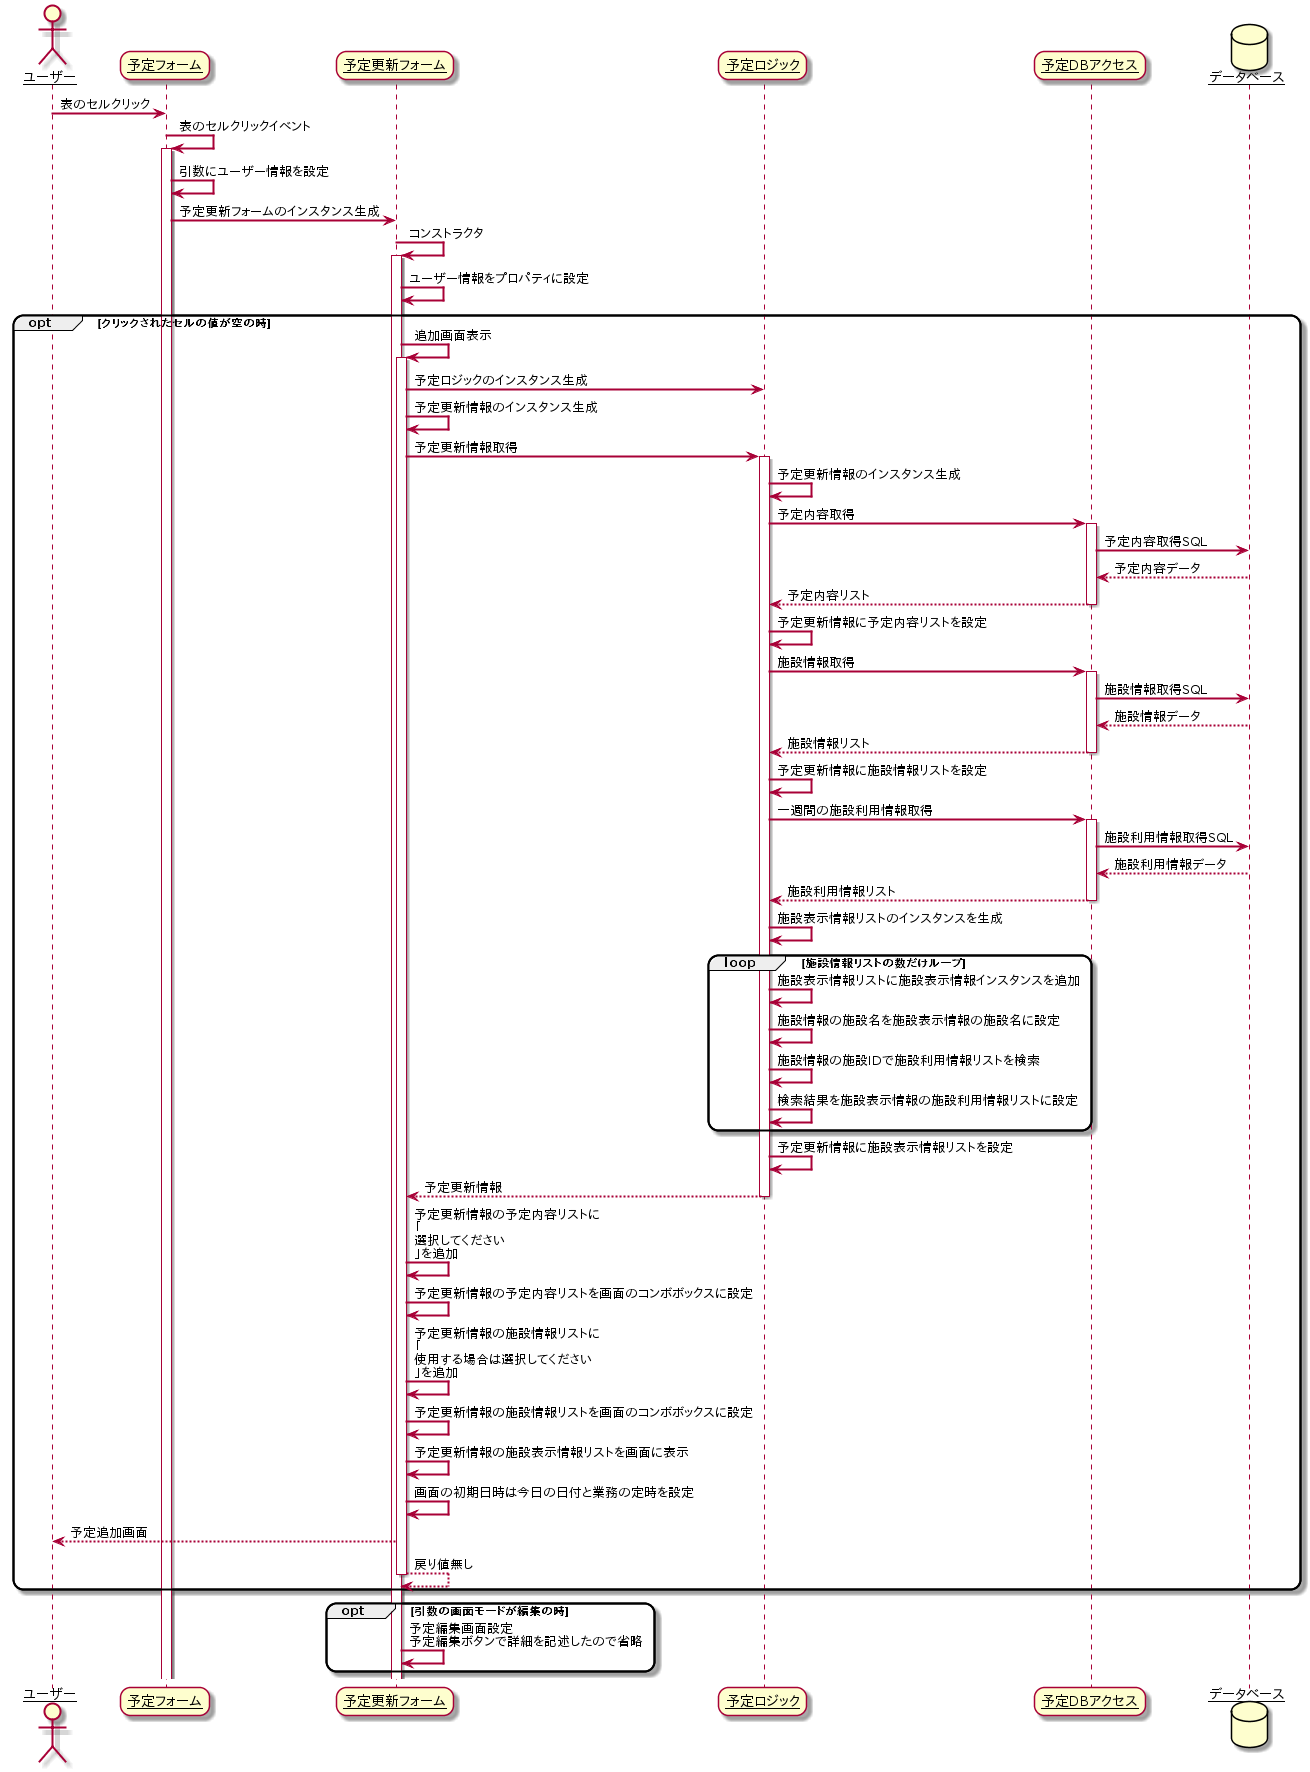 ユーザー
予定フォーム
予定更新フォーム
予定ロジック
予定DBアクセス
データベース
表のセルクリック
表のセルクリックイベント
引数にユーザー情報を設定
予定更新フォームのインスタンス生成
コンストラクタ
ユーザー情報をプロパティに設定
opt [クリックされたセルの値が空の時]
追加画面表示
予定ロジックのインスタンス生成
予定更新情報のインスタンス生成
予定更新情報取得
予定更新情報のインスタンス生成
予定内容取得
予定内容取得SQL
予定内容データ
予定内容リスト
予定更新情報に予定内容リストを設定
施設情報取得
施設情報取得SQL
施設情報データ
施設情報リスト
予定更新情報に施設情報リストを設定
一週間の施設利用情報取得
施設利用情報取得SQL
施設利用情報データ
施設利用情報リスト
施設表示情報リストのインスタンスを生成
loop [施設情報リストの数だけループ]
施設表示情報リストに施設表示情報インスタンスを追加
施設情報の施設名を施設表示情報の施設名に設定
施設情報の施設IDで施設利用情報リストを検索
検索結果を施設表示情報の施設利用情報リストに設定
予定更新情報に施設表示情報リストを設定
予定更新情報
予定更新情報の予定内容リストに
「
選択してください
」を追加
予定更新情報の予定内容リストを画面のコンボボックスに設定
予定更新情報の施設情報リストに
「
使用する場合は選択してください
」を追加
予定更新情報の施設情報リストを画面のコンボボックスに設定
予定更新情報の施設表示情報リストを画面に表示
画面の初期日時は今日の日付と業務の定時を設定
予定追加画面
戻り値無し
opt [引数の画面モードが編集の時]
予定編集画面設定
予定編集ボタンで詳細を記述したので省略
ユーザー
予定フォーム
予定更新フォーム
予定ロジック
予定DBアクセス
データベース